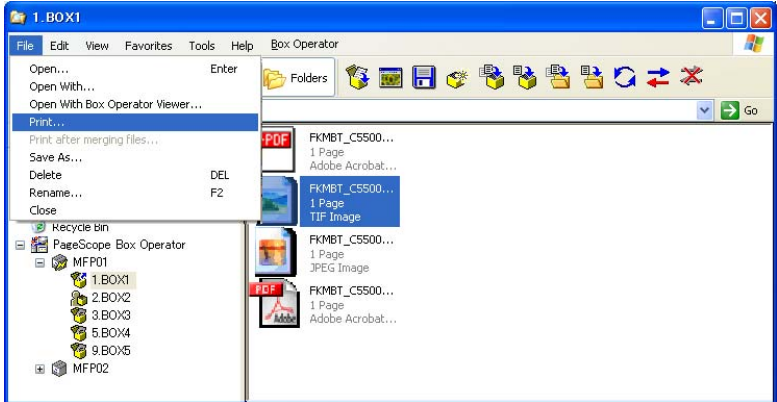 1.BOX1
File Edit View Favorites Tools Help Box Operator
Open... Enter
Open With...
Open With Box Operator Viewer...
Print...
Print after merging files...
Save As...
Delete DEL
Rename... F2
Close
Folders
Go
PDF
FKMBT_C5500...
1 Page
Adobe Acrobat...
FKMBT_C5500...
1 Page
TIF Image
FKMBT_C5500...
1 Page
JPEG Image
PDF
Adobe
FKMBT_C5500...
1 Page
Adobe Acrobat...
Recycle Bin
PageScope Box Operator
MFP01
1.BOX1
2.BOX2
3.BOX3
5.BOX4
9.BOX5
MFP02